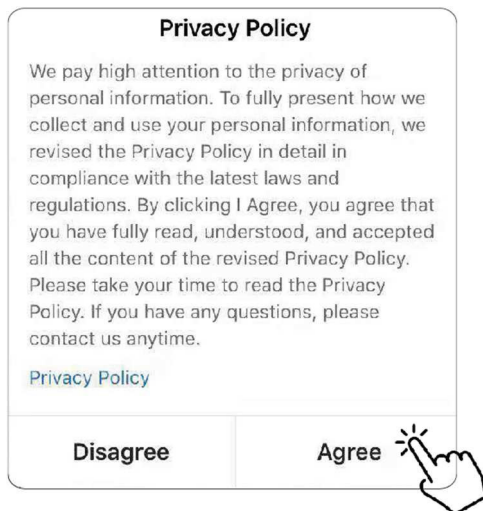 Privacy Policy
We pay high attention to the privacy of
personal information. To fully present how we
collect and use your personal information, we
revised the Privacy Policy in detail in
compliance with the latest laws and
regulations. By clicking I Agree, you agree that
you have fully read, understood, and accepted
all the content of the revised Privacy Policy.
Please take your time to read the Privacy
Policy. If you have any questions, please
contact us anytime.
Privacy Policy
Disagree
Agree